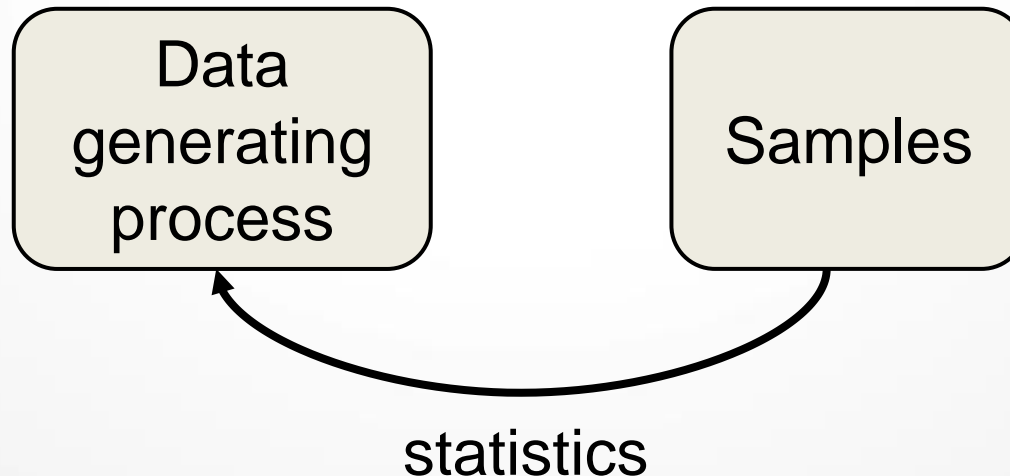 Data
generating
process
Samples
statistics